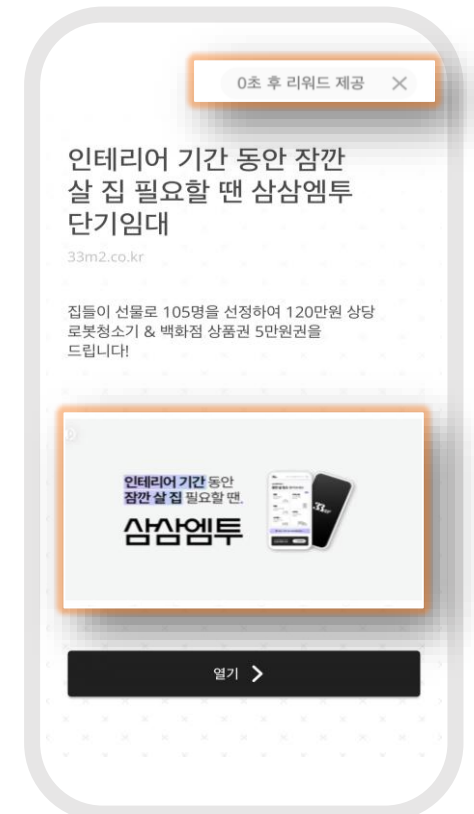 0초 후 리워드 제공 ×
인테리어 기간 동안 잠깐
살 집 필요할 땐 삼삼엠투
단기임대
33m2.co.kr
집들이 선물로 105명을 선정하여 120만원 상당
로봇청소기 & 백화점 상품권 5만원권을
드립니다!
인테리어 기간 동안
잠깐 살 집 필요할 땐.
삼삼엠투
열기